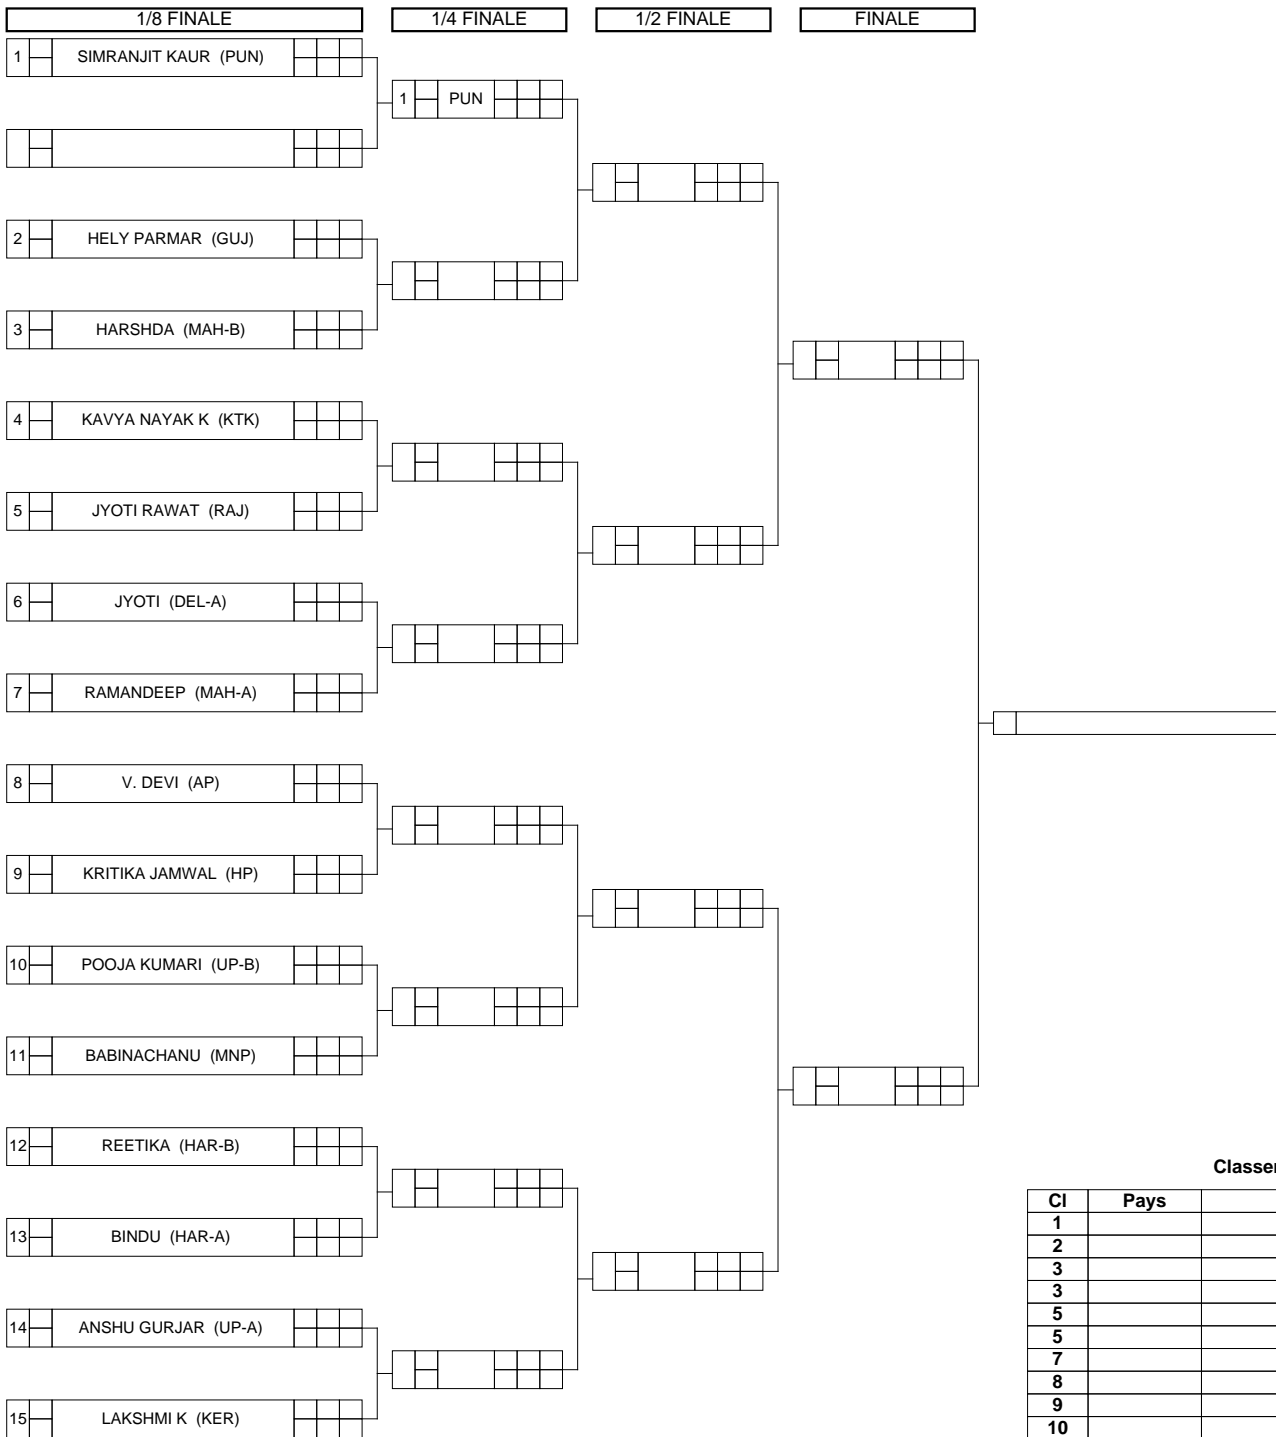 1/8 FINALE 1/4 FINALE 1/2 FINALE FINALE
1 SIMRANJIT KAUR (PUN)
1 PUN
2 HELY PARMAR (GUJ)
3 HARSHDA (MAH-B)
4 KAVYA NAYAK K (KTK)
5 JYOTI RAWAT (RAJ)
6 JYOTI (DEL-A)
7 RAMANDEEP (MAH-A)
8 V. DEVI (AP)
9 KRITIKA JAMWAL (HP)
10 POOJA KUMARI (UP-B)
11 BABINACHANU (MNP)
12 REETIKA (HAR-B)
13 BINDU (HAR-A)
14 ANSHU GURJAR (UP-A)
15 LAKSHMI K (KER)
Classe
Cl Pays
1
2
3
3
5
5
7
8
9
10